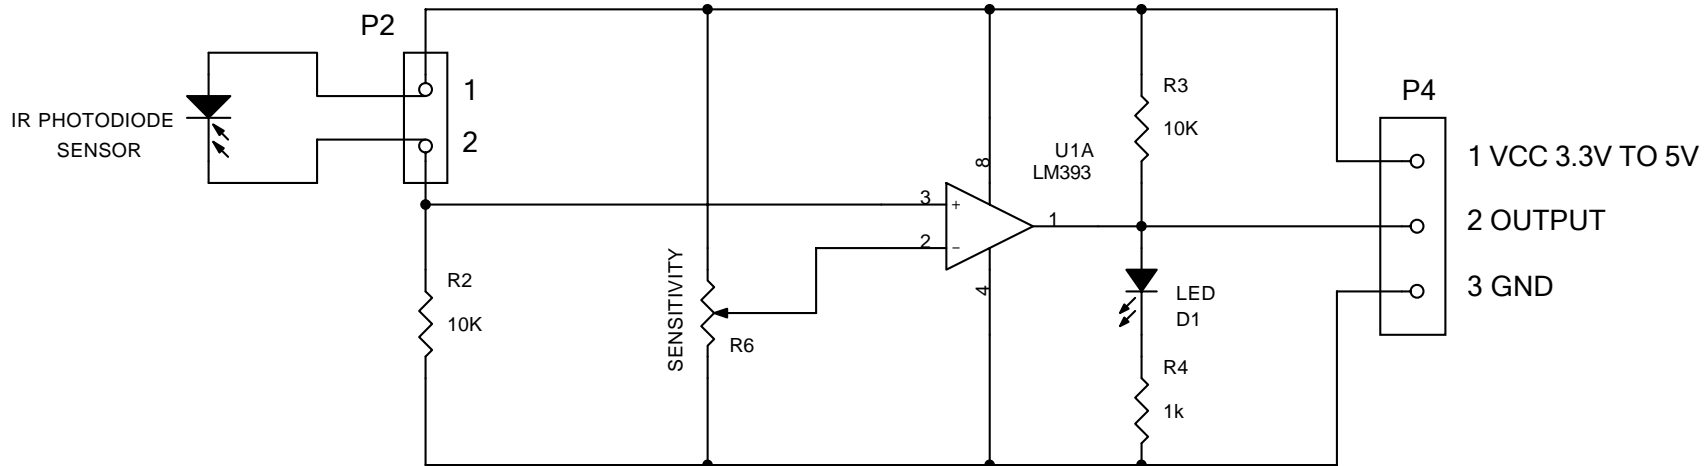 P2
1
2
IR PHOTODIODE
SENSOR
R2
10K
SENSITIVITY
R6
3
2
+
−
8
4
1
U1A
LM393
R3
10K
LED
D1
R4
1k
P4
1 VCC 3.3V TO 5V
2 OUTPUT
3 GND